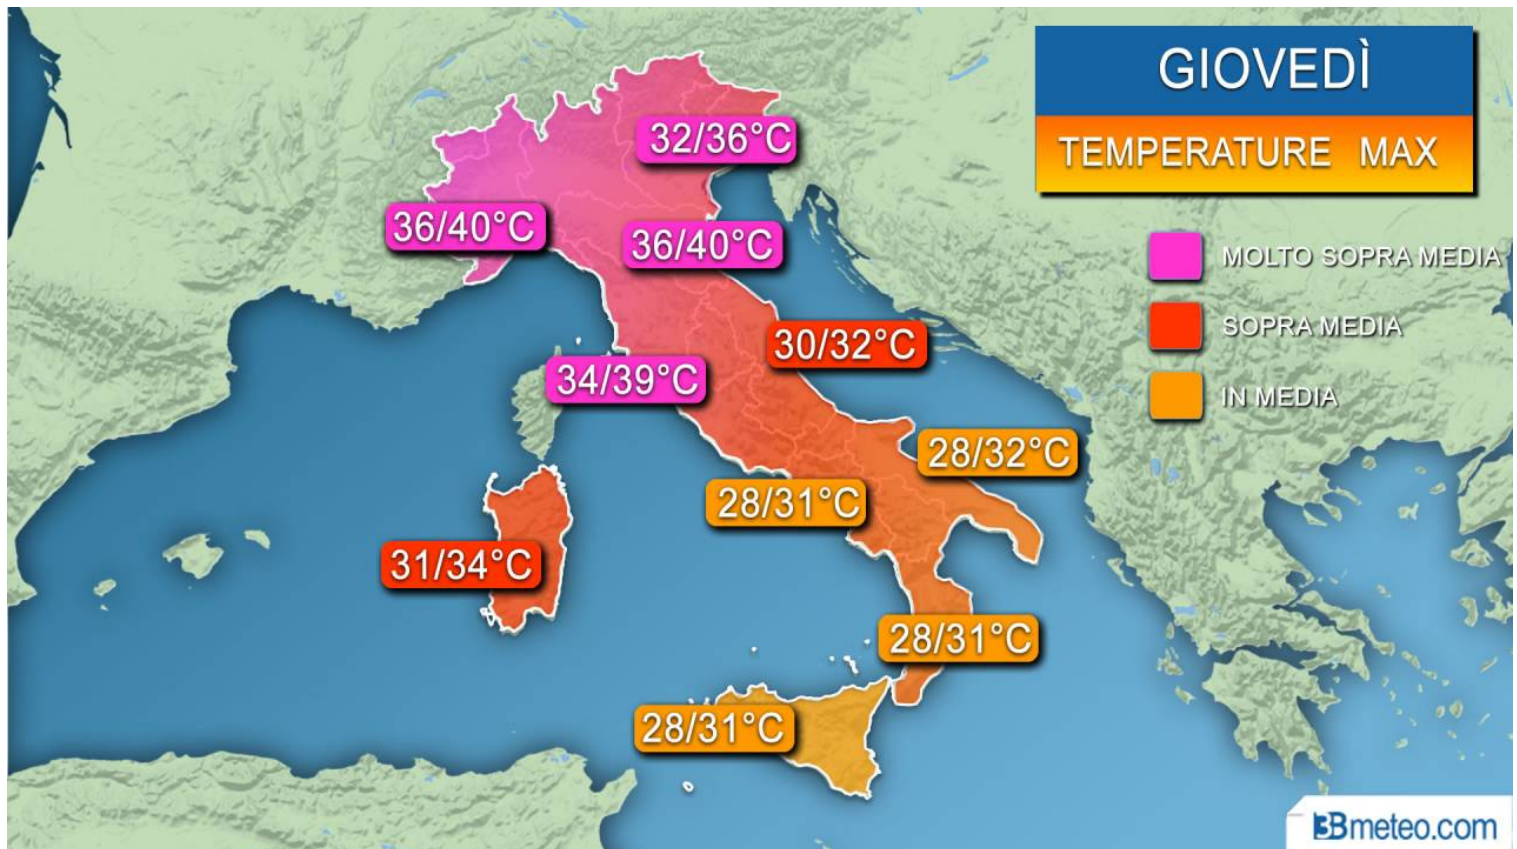 GIOVEDÌ
TEMPERATURE MAX
32/36°C
36/40°C
36/40°C
MOLTO SOPRA MEDIA
SOPRA MEDIA
30/32°C
34/39°C
IN MEDIA
28/32°C
28/31°C
31/34°C
28/31°C
28/31°C
3Bmeteo.com